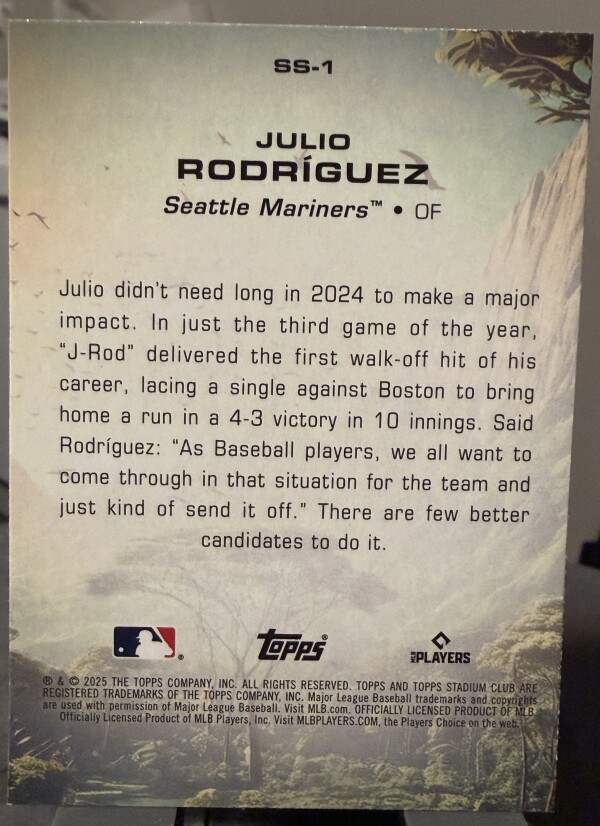 SS-1
JULIO
RODRÍGUEZ
Seattle Mariners™ • OF
Julio didn't need long in 2024 to make a major
impact. In just the third game of the year,
"J-Rod" delivered the first walk-off hit of his
career, lacing a single against Boston to bring
home a run in a 4-3 victory in 10 innings. Said
Rodríguez: "As Baseball players, we all want to
come through in that situation for the team and
just kind of send it off." There are few better
candidates to do it.
® topps® MLB PLAYERS
® & © 2025 THE TOPPS COMPANY, INC. ALL RIGHTS RESERVED. TOPPS AND TOPPS STADIUM CLUB ARE
REGISTERED TRADEMARKS OF THE TOPPS COMPANY, INC. Major League Baseball trademarks and copyrights
are used with permission of Major League Baseball. Visit MLB.com. OFFICIALLY LICENSED PRODUCT OF MLB.
Officially Licensed Product of MLB Players, Inc. Visit MLBPLAYERS.COM, the Players Choice on the web.